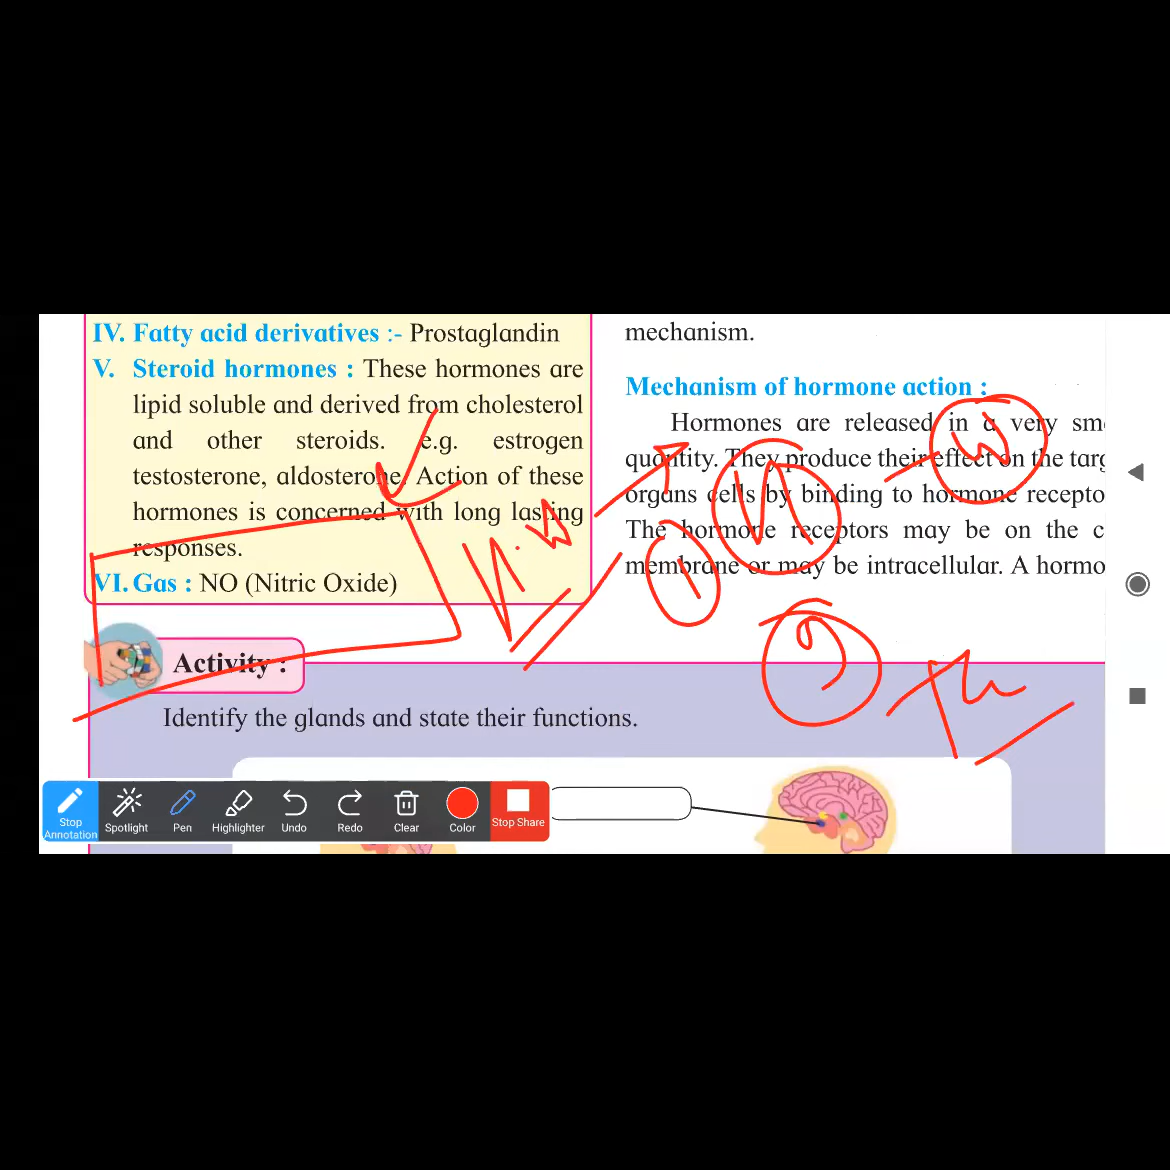 IV. Fatty acid derivatives :- Prostaglandin
V. Steroid hormones : These hormones are
lipid soluble and derived from cholesterol
and other steroids. e.g. estrogen
testosterone, aldosterone. Action of these
hormones is concerned with long lasting
responses.
VI. Gas : NO (Nitric Oxide)
mechanism.
Mechanism of hormone action :
Hormones are released in a very sm
quantity. They produce their effect on the targ
organs cells by binding to hormone recepto
The hormone receptors may be on the c
membrane or may be intracellular. A hormo
Activity :
Identify the glands and state their functions.
Stop Annotation
Spotlight
Pen
Highlighter
Undo
Redo
Clear
Color
Stop Share